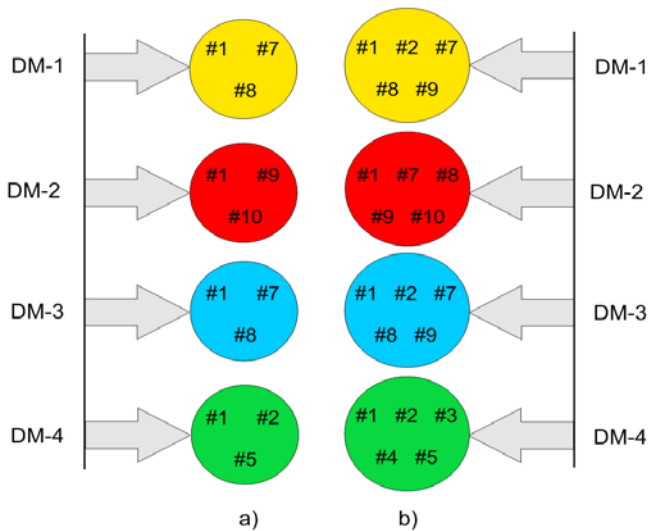 #1 #7 #1 #2 #7
DM-1 DM-1
#8 #8 #9
#1 #9 #1 #7 #8
DM-2 DM-2
#10 #9 #10
#1 #7 #1 #2 #7
DM-3 DM-3
#8 #8 #9
#1 #2 #1 #2 #3
DM-4 DM-4
#5 #4 #5
a) b)